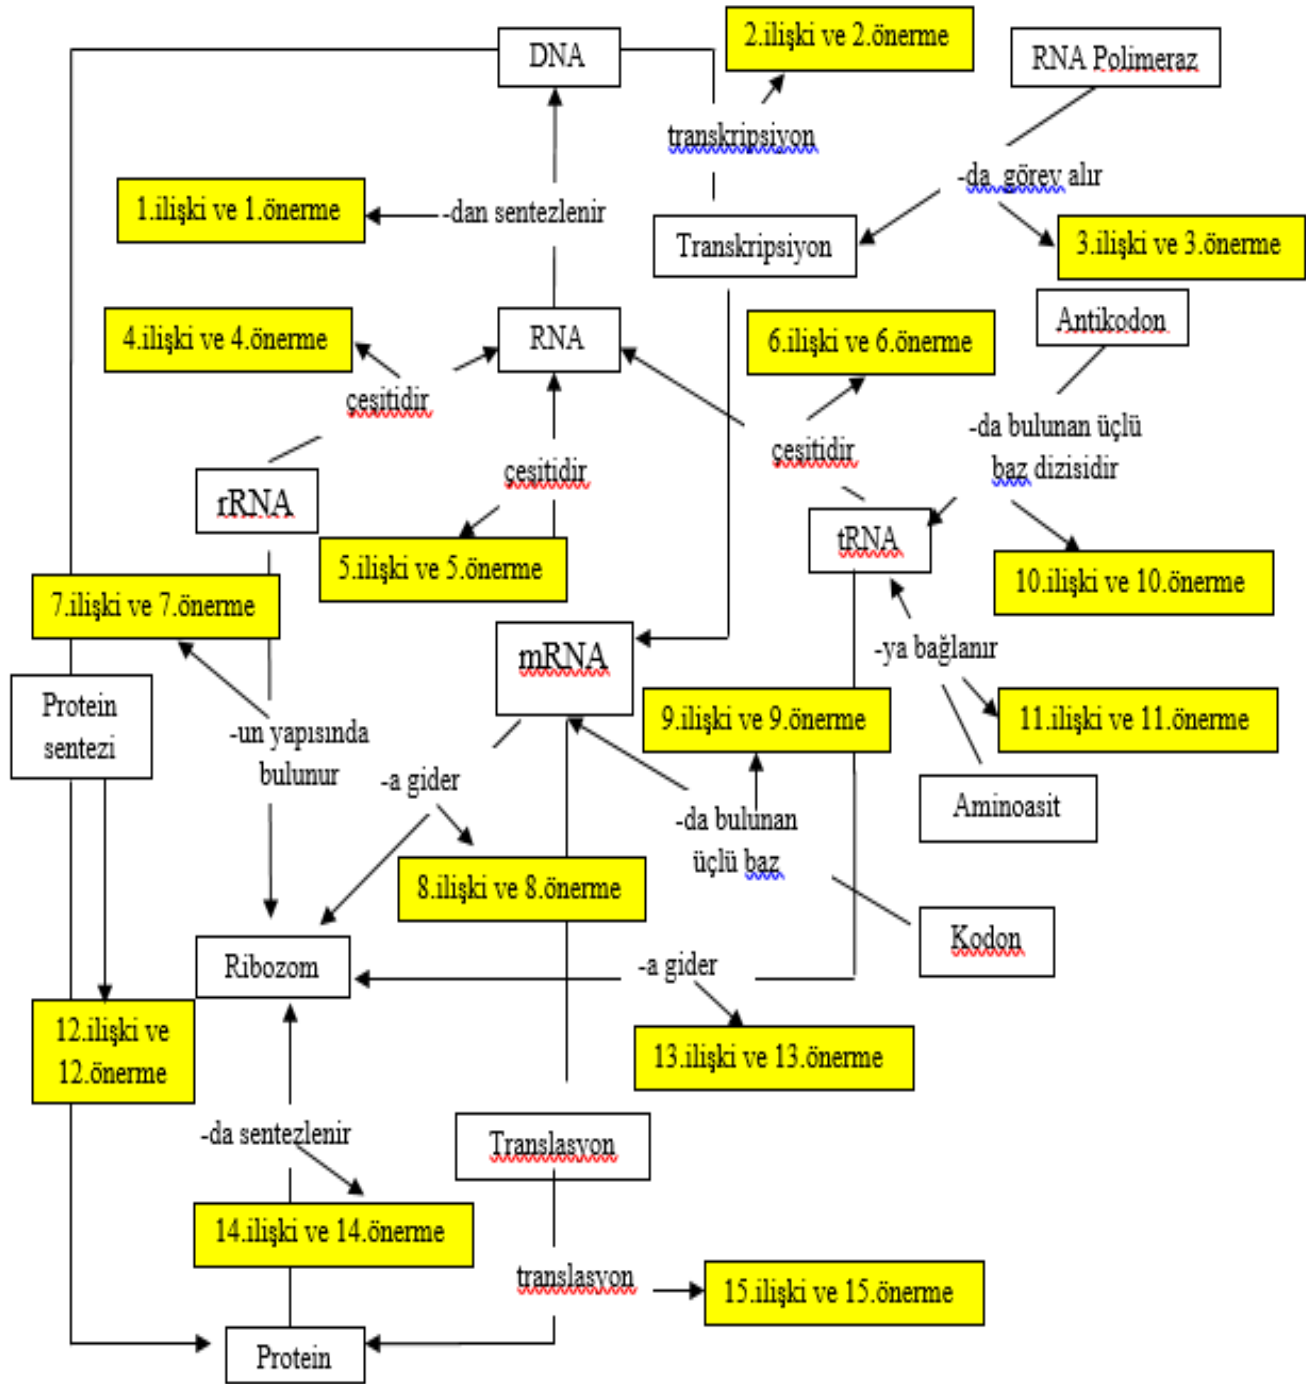 DNA
2.ilişki ve 2.önerme
RNA Polimeraz
transkripsiyon
-da görev alır
1.ilişki ve 1.önerme
-dan sentezlenir
Transkripsiyon
3.ilişki ve 3.önerme
4.ilişki ve 4.önerme
RNA
6.ilişki ve 6.önerme
Antikodon
çeşitidir
çeşitidir
çeşitidir
-da bulunan üçlü
baz dizisidir
rRNA
tRNA
5.ilişki ve 5.önerme
10.ilişki ve 10.önerme
7.ilişki ve 7.önerme
mRNA
-ya bağlanır
Protein
sentezi
9.ilişki ve 9.önerme
11.ilişki ve 11.önerme
-un yapısında
bulunur
-a gider
-da bulunan
üçlü baz
Aminoasit
8.ilişki ve 8.önerme
Kodon
Ribozom
-a gider
12.ilişki ve
12.önerme
13.ilişki ve 13.önerme
-da sentezlenir
Translasyon
14.ilişki ve 14.önerme
translasyon
15.ilişki ve 15.önerme
Protein